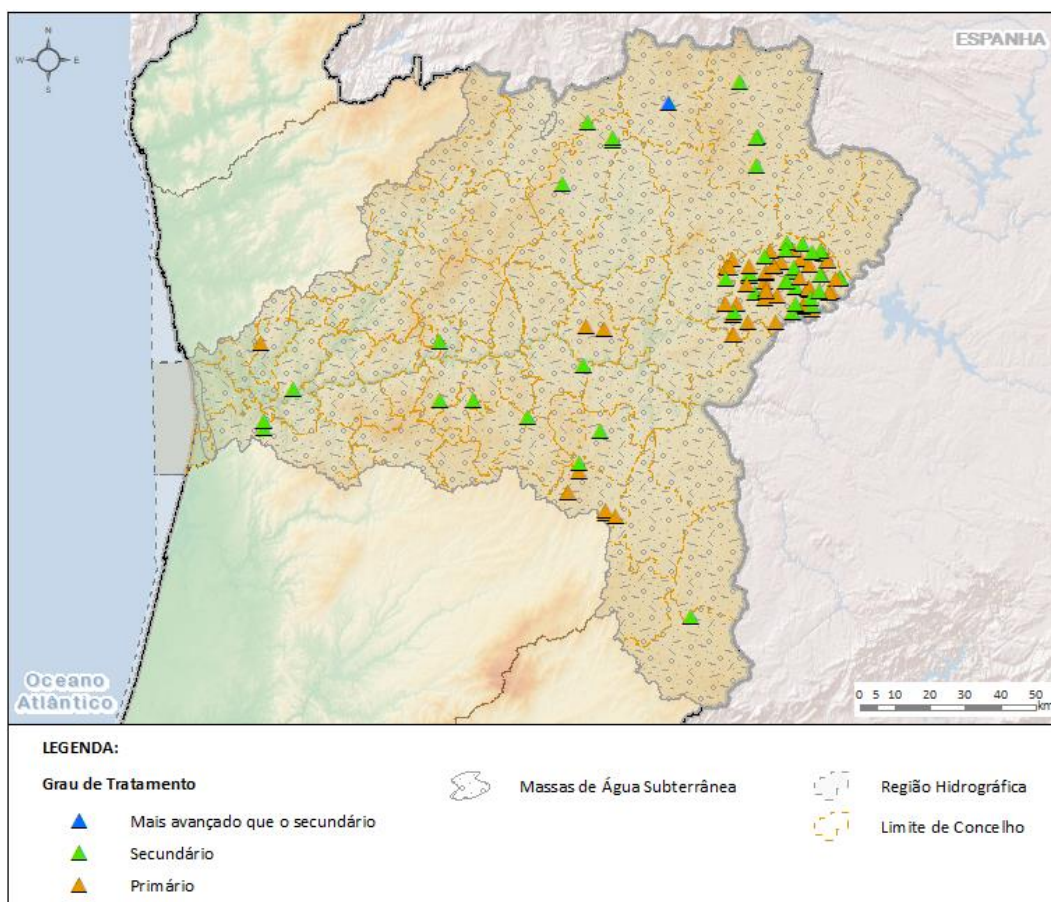 N
W E
S
ESPANHA
Oceano
Atlântico
0 5 10 20 30 40 50
km
LEGENDA:
Grau de Tratamento
Mais avançado que o secundário
Secundário
Primário
Massas de Água Subterrânea
Região Hidrográfica
Limite de Concelho